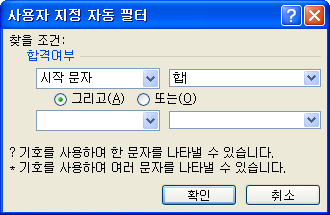 사용자 지정 자동 필터
찾을 조건:
합격여부
시작 문자 합
그리고(A) 또는(O)
? 기호를 사용하여 한 문자를 나타낼 수 있습니다.
* 기호를 사용하여 여러 문자를 나타낼 수 있습니다.
확인 취소